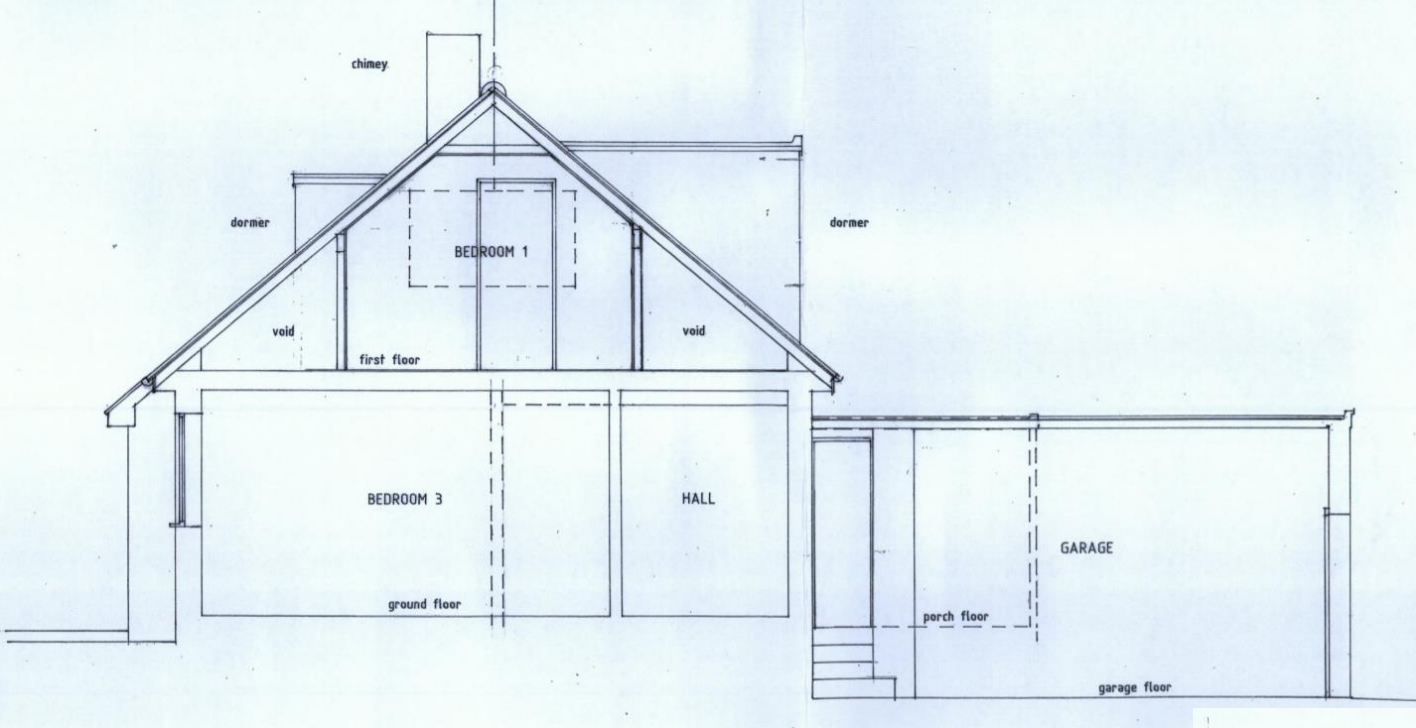 chimey
dormer
dormer
BEDROOM 1
void
void
first floor
BEDROOM 3
HALL
GARAGE
ground floor
porch floor
garage floor